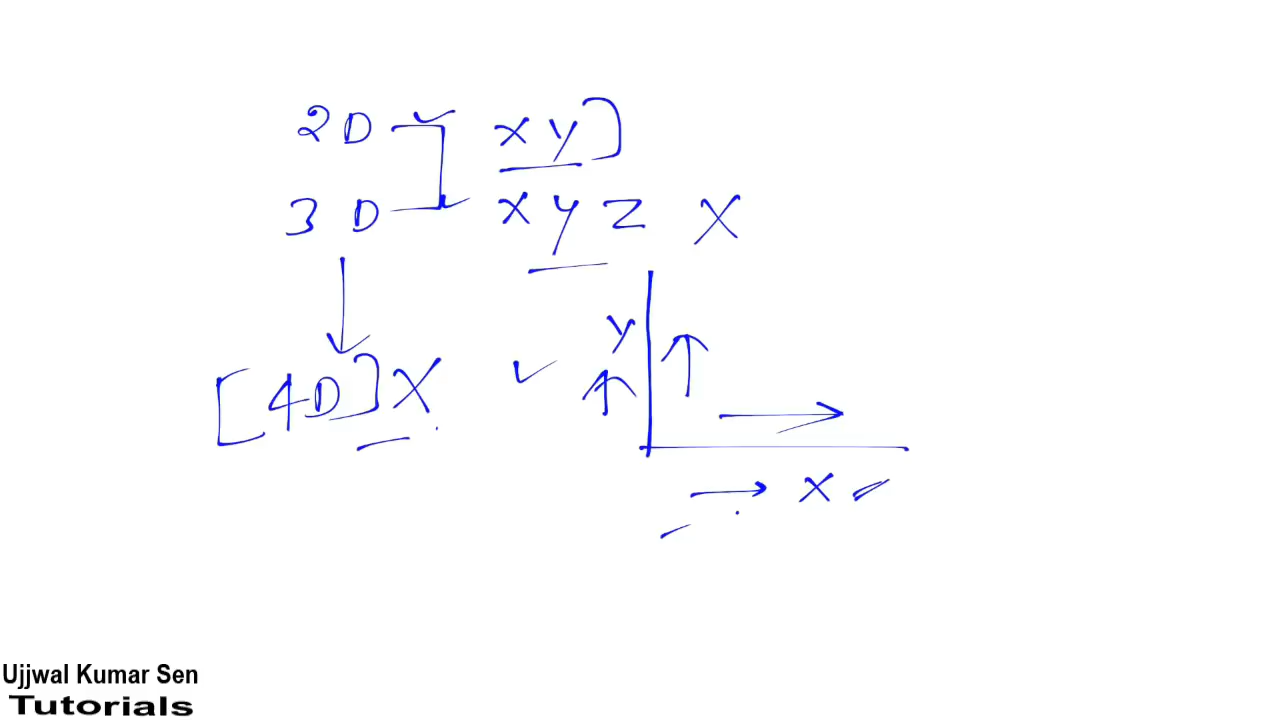 2D xy]
3D xyz X
y
[4D]X
x
Ujjwal Kumar Sen
Tutorials